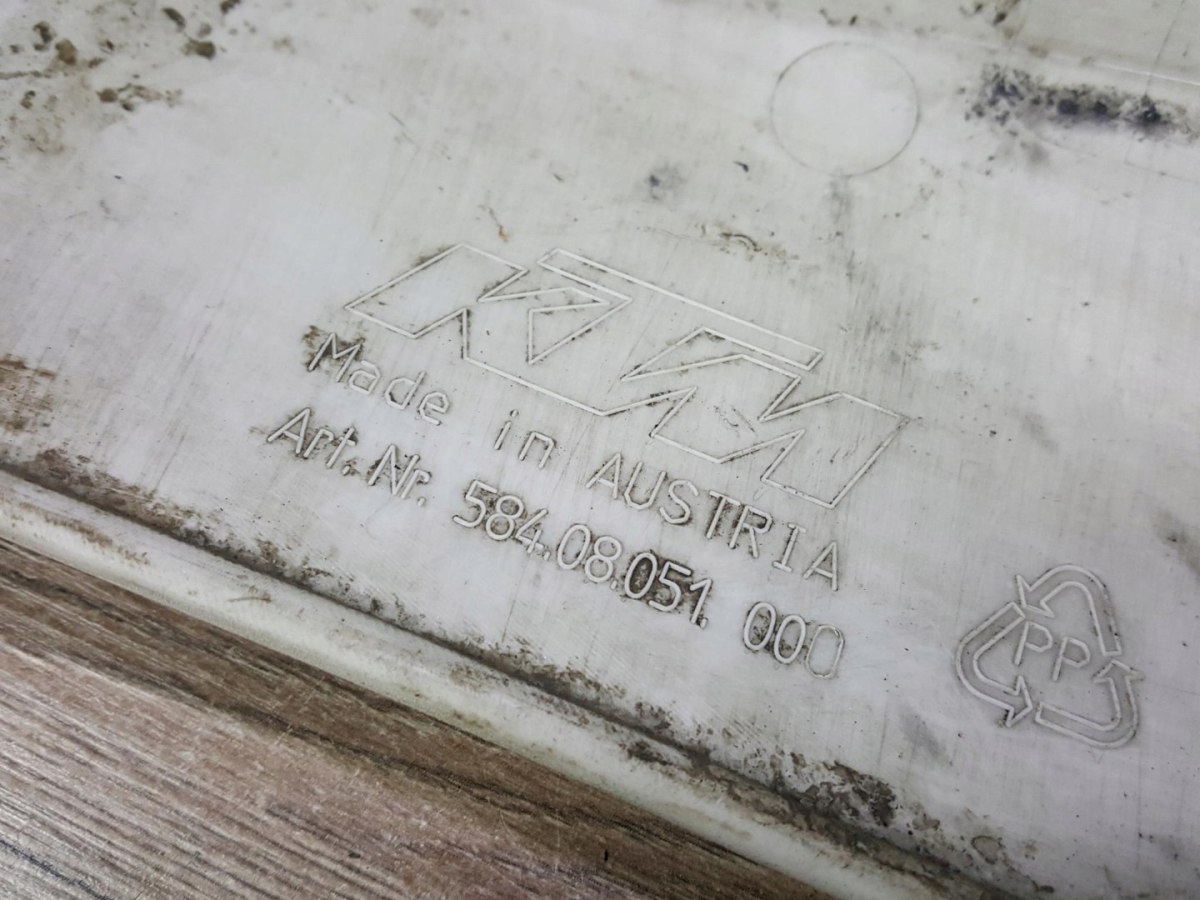 KTM
Made in AUSTRIA
Art.Nr. 584.08.051. 000
PP